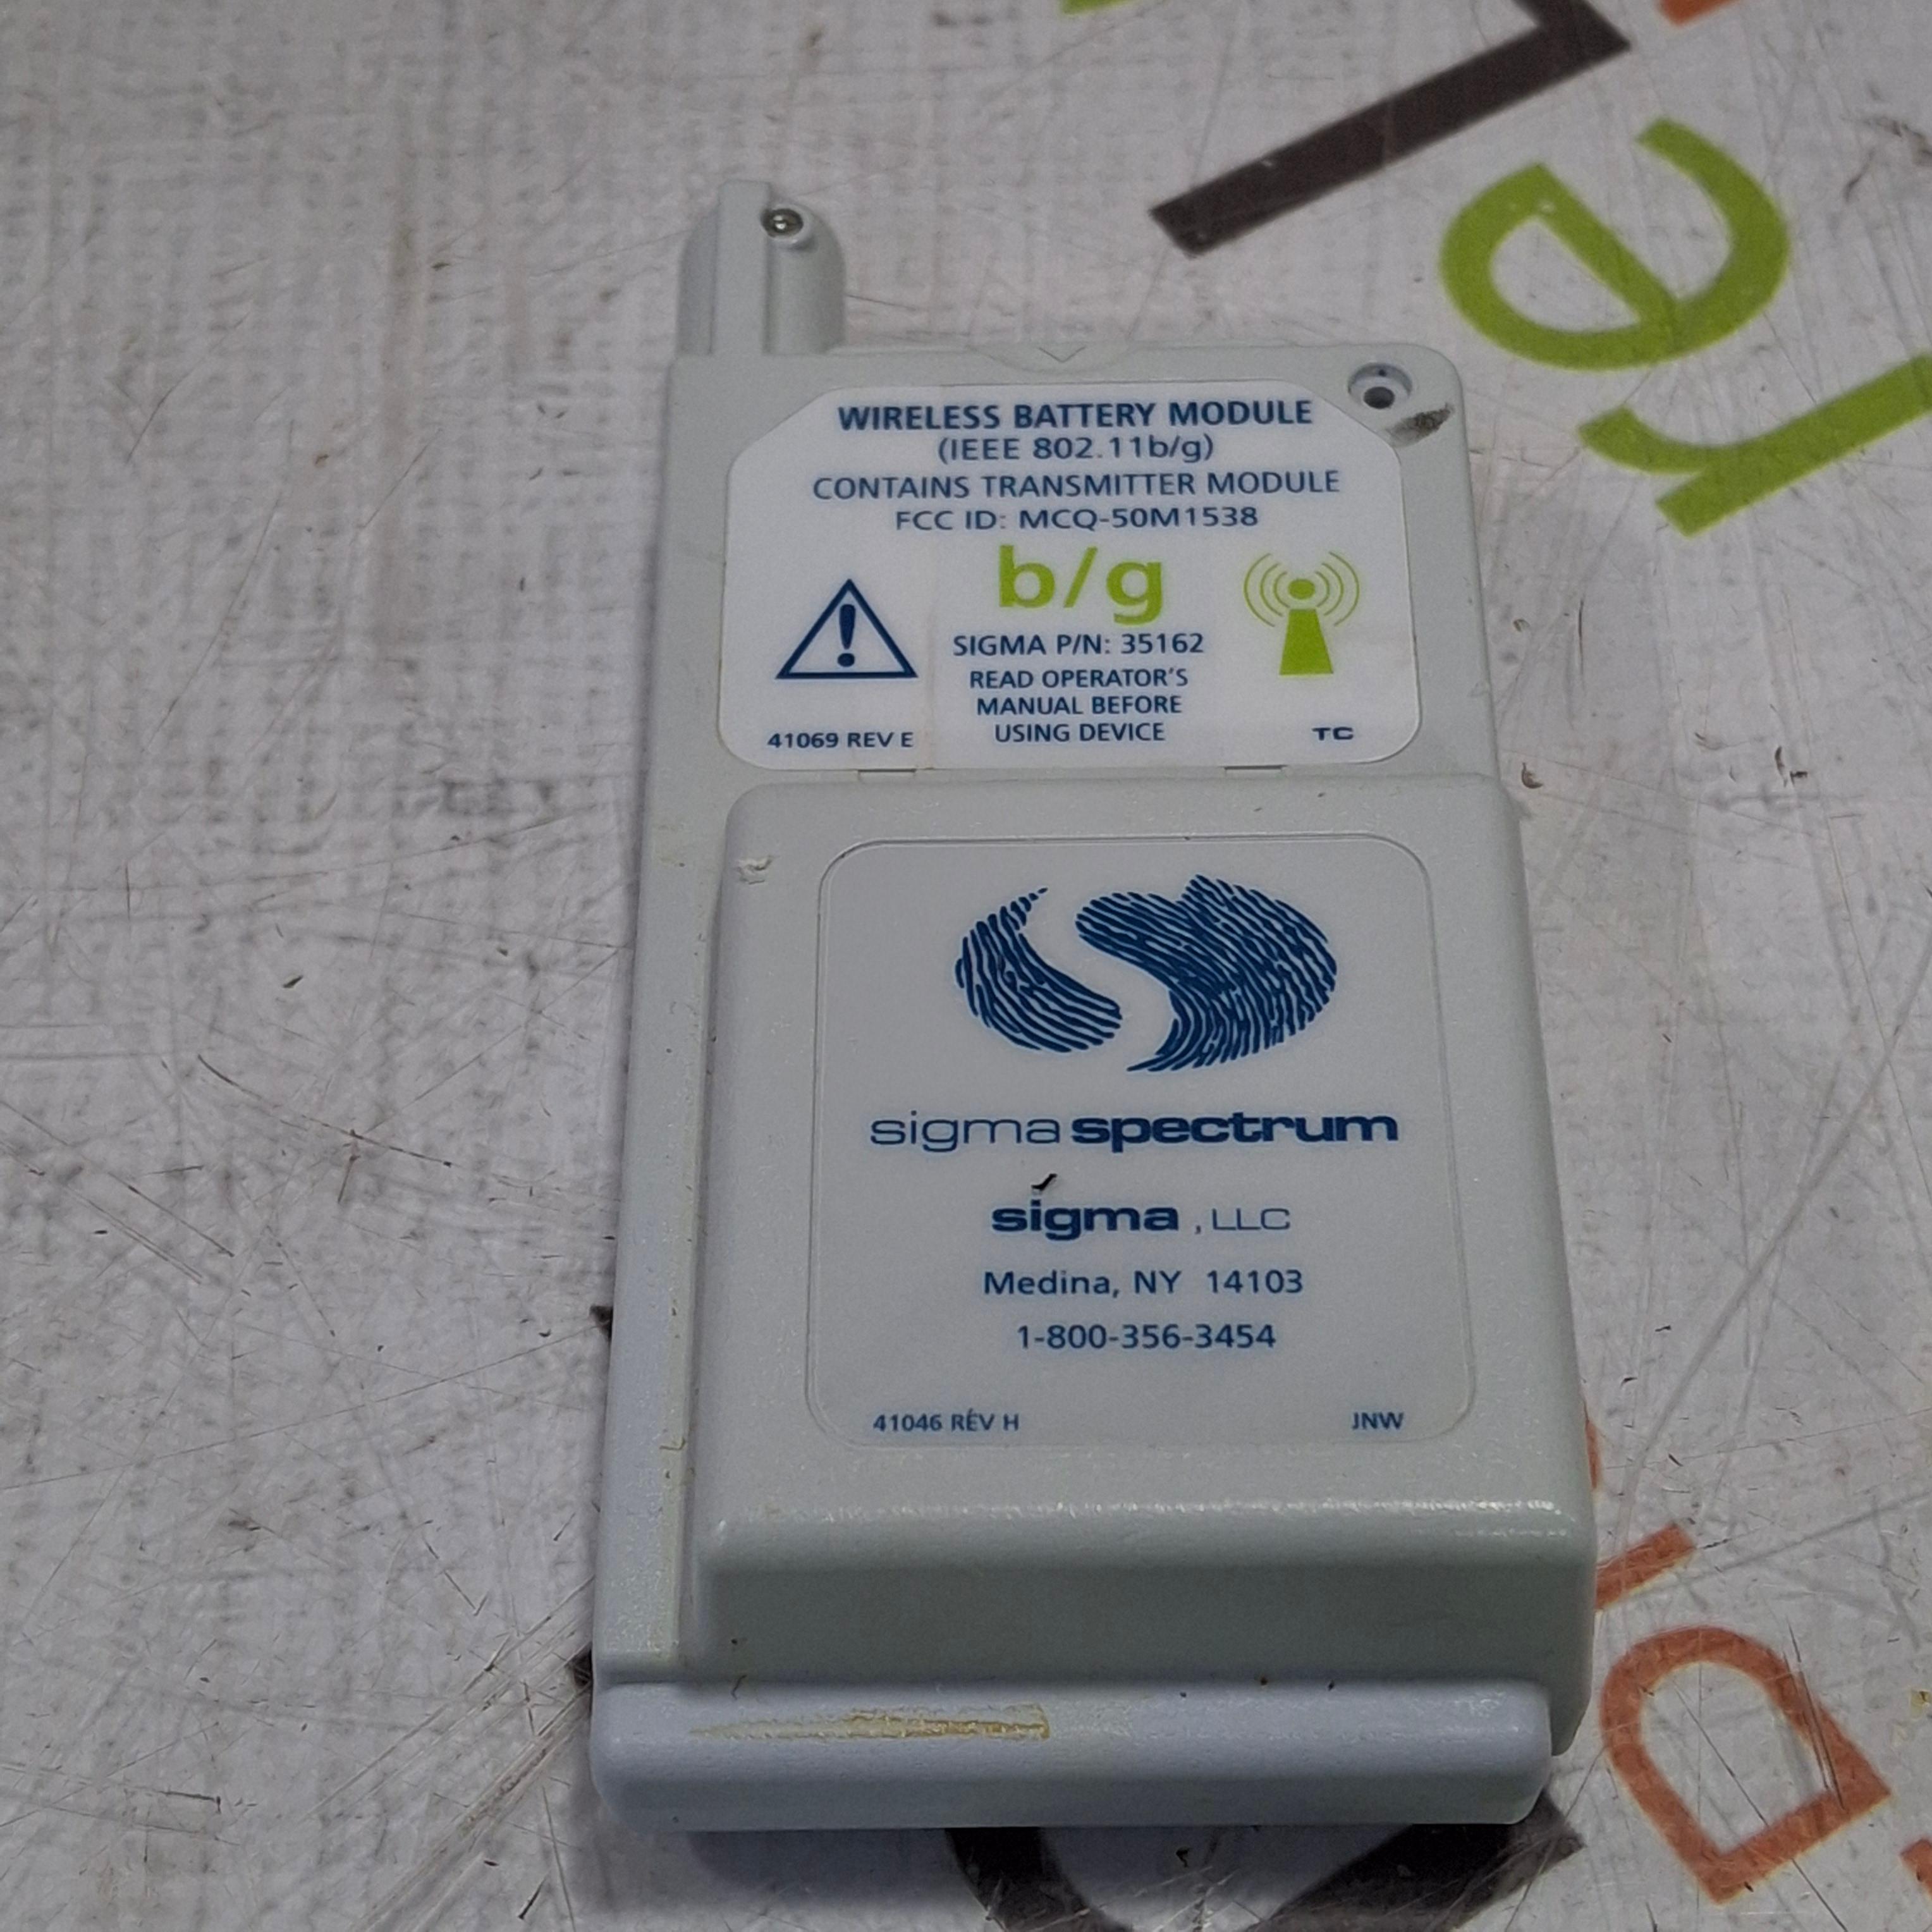 WIRELESS BATTERY MODULE
(IEEE 802.11b/g)
CONTAINS TRANSMITTER MODULE
FCC ID: MCQ-50M1538
b/g
SIGMA P/N: 35162
READ OPERATOR'S
MANUAL BEFORE
USING DEVICE
41069 REV E
TC
sigma spectrum
sigma , LLC
Medina, NY 14103
1-800-356-3454
41046 REV H
JNW